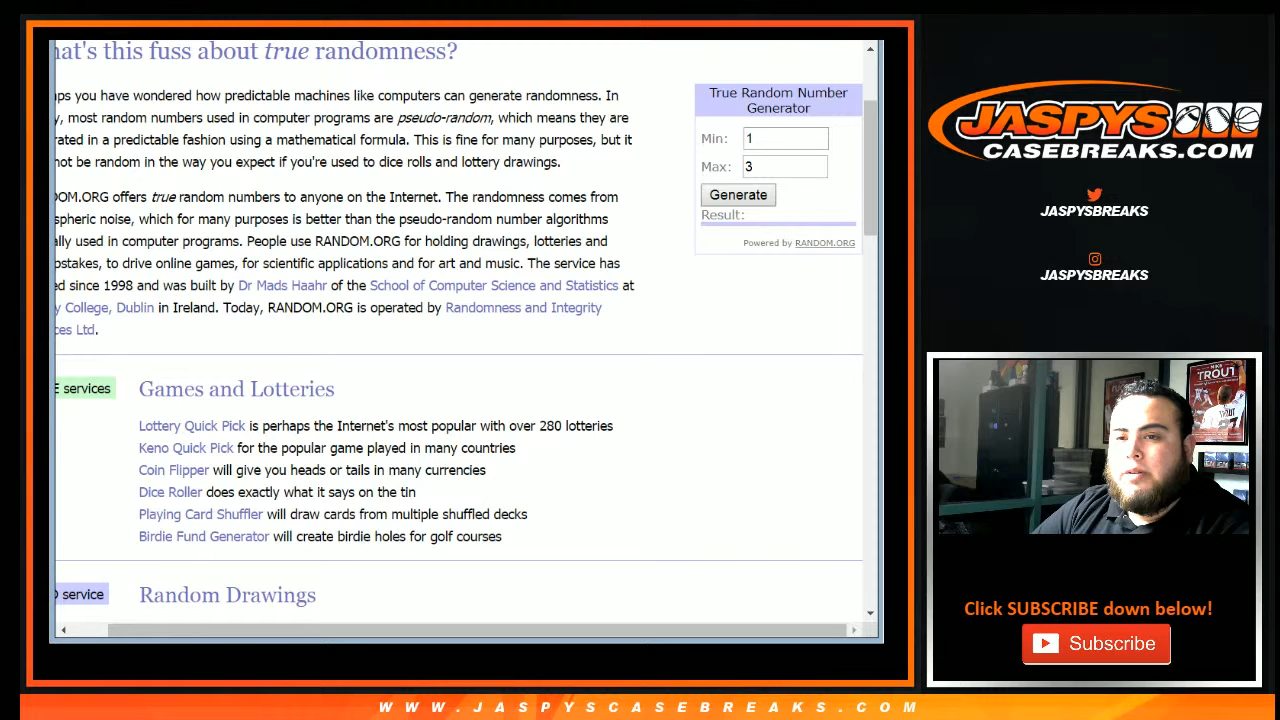 hat's this fuss about true randomness?
aps you have wondered how predictable machines like computers can generate randomness. In
y, most random numbers used in computer programs are pseudo-random, which means they are
rated in a predictable fashion using a mathematical formula. This is fine for many purposes, but it
not be random in the way you expect if you're used to dice rolls and lottery drawings.
DOM.ORG offers true random numbers to anyone on the Internet. The randomness comes from
spheric noise, which for many purposes is better than the pseudo-random number algorithms
ally used in computer programs. People use RANDOM.ORG for holding drawings, lotteries and
pstakes, to drive online games, for scientific applications and for art and music. The service has
ed since 1998 and was built by Dr Mads Haahr of the School of Computer Science and Statistics at
y College, Dublin in Ireland. Today, RANDOM.ORG is operated by Randomness and Integrity
ces Ltd.
True Random Number
Generator
Min: 1
Max: 3
Generate
Result:
Powered by RANDOM.ORG
E services
Games and Lotteries
Lottery Quick Pick is perhaps the Internet's most popular with over 280 lotteries
Keno Quick Pick for the popular game played in many countries
Coin Flipper will give you heads or tails in many currencies
Dice Roller does exactly what it says on the tin
Playing Card Shuffler will draw cards from multiple shuffled decks
Birdie Fund Generator will create birdie holes for golf courses
D service
Random Drawings
JASPYS
CASEBREAKS.COM
JASPYSBREAKS
JASPYSBREAKS
TROUT
Click SUBSCRIBE down below!
Subscribe
WWW.JASPYSCASEBREAKS.COM